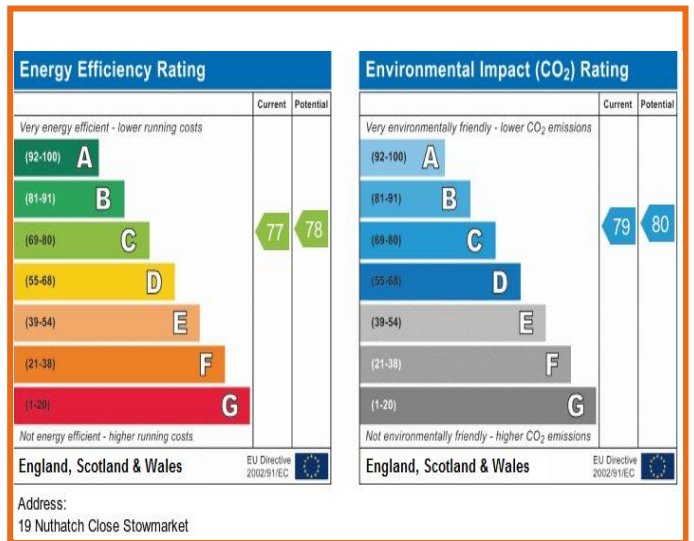 Energy Efficiency Rating
Current Potential
Very energy efficient - lower running costs
(92-100) A
(81-91) B
(69-80) C
77 78
(55-68) D
(39-54) E
(21-38) F
(1-20) G
Not energy efficient - higher running costs
England, Scotland & Wales
EU Directive
2002/91/EC
Environmental Impact (CO₂) Rating
Current Potential
Very environmentally friendly - lower CO₂ emissions
(92-100) A
(81-91) B
(69-80) C
79 80
(55-68) D
(39-54) E
(21-38) F
(1-20) G
Not environmentally friendly - higher CO₂ emissions
England, Scotland & Wales
EU Directive
2002/91/EC
Address:
19 Nuthatch Close Stowmarket